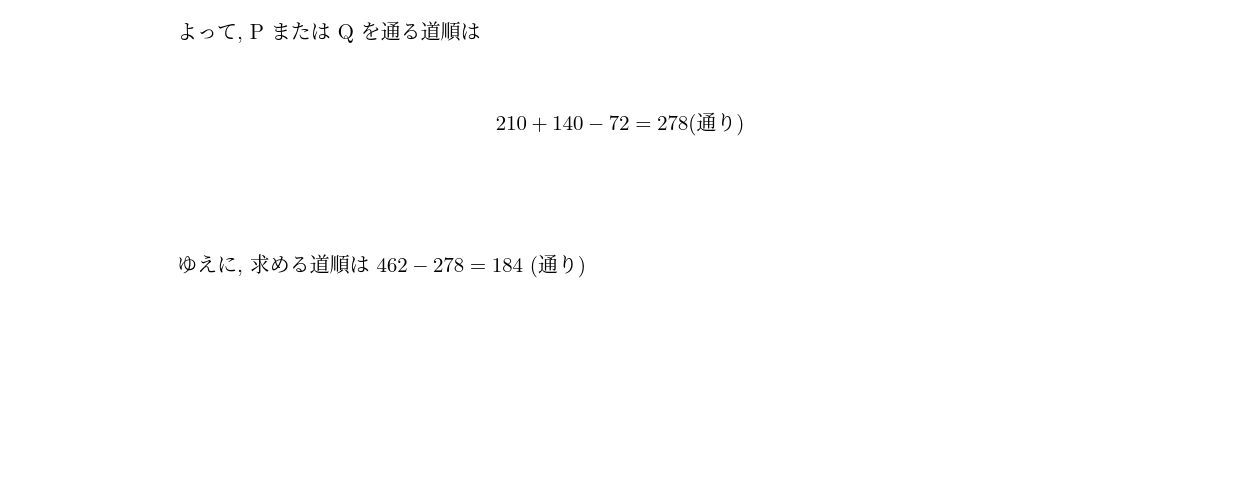 よって, P または Q を通る道順は
210 + 140 − 72 = 278(通り)
ゆえに, 求める道順は 462 − 278 = 184 (通り)